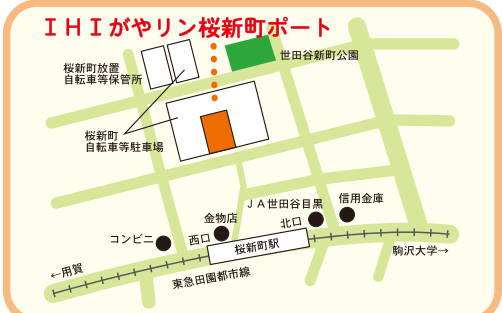 IHIがやリン桜新町ポート
桜新町放置
自転車等保管所
世田谷新町公園
桜新町
自転車等駐車場
JA世田谷目黒
信用金庫
金物店
北口
コンビニ
西口
桜新町駅
駒沢大学→
←用賀
東急田園都市線